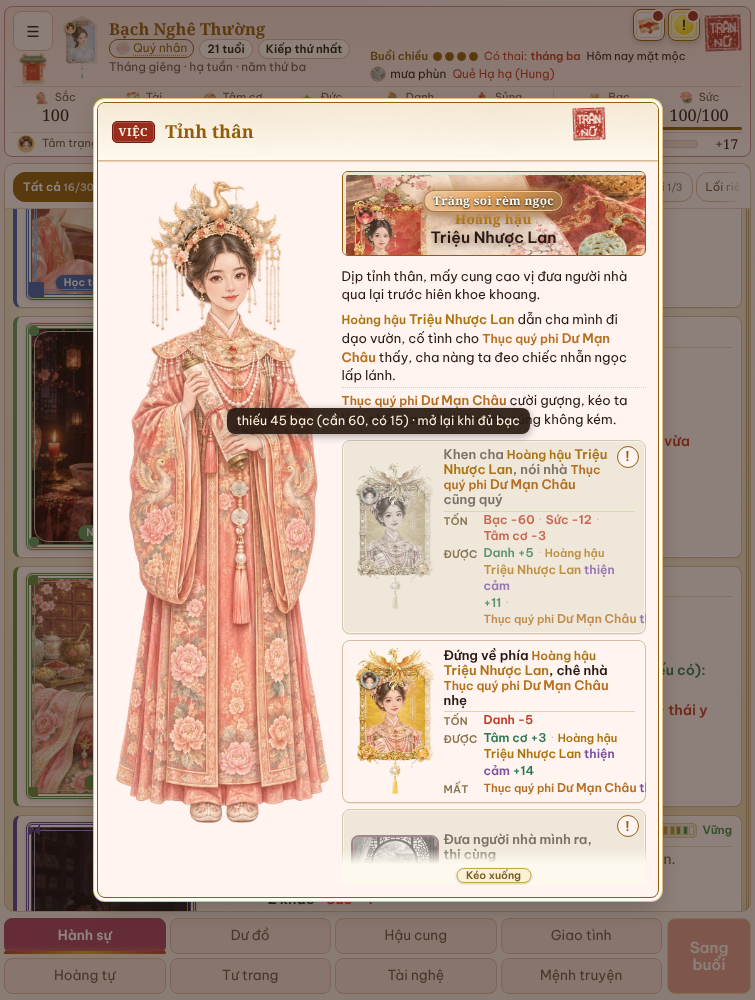 ☰
Bạch Nghê Thường
Quý nhân
21 tuổi
Kiếp thứ nhất
Tháng giêng · hạ tuần · năm thứ ba
!
TRÂN NỮ
Buổi chiều
Có thai: tháng ba
Hôm nay mặt mộc
mưa phùn
Quẻ Hạ hạ (Hung)
Sắc
Tài
Tâm cơ
Đức
Danh
Sủng
Bạc
Sức
100
100/100
Tâm trạng
+17
Tất cả 16/30
1/3
Lối riê
VIỆC
Tỉnh thân
TRÂN NỮ
Trăng soi rèm ngọc
Hoàng hậu
Triệu Nhược Lan
Dịp tỉnh thân, mấy cung cao vị đưa người nhà
qua lại trước hiên khoe khoang.
Hoàng hậu Triệu Nhược Lan dẫn cha mình đi
dạo vườn, cố tình cho Thục quý phi Dư Mạn
Châu thấy, cha nàng ta đeo chiếc nhẫn ngọc
lấp lánh.
Thục quý phi Dư Mạn Châu cười gượng, kéo ta
ng không kém.
thiếu 45 bạc (cần 60, có 15) · mở lại khi đủ bạc
Khen cha Hoàng hậu Triệu
Nhược Lan, nói nhà Thục
quý phi Dư Mạn Châu
cũng quý
!
TỐN
Bạc -60 · Sức -12 ·
Tâm cơ -3
ĐƯỢC
Danh +5 · Hoàng hậu
Triệu Nhược Lan thiện
cảm
+11 ·
Thục quý phi Dư Mạn Châu
Đứng về phía Hoàng hậu
Triệu Nhược Lan, chê nhà
Thục quý phi Dư Mạn Châu
nhẹ
TỐN
Danh -5
ĐƯỢC
Tâm cơ +3 · Hoàng hậu
Triệu Nhược Lan thiện
cảm +14
MẤT
Thục quý phi Dư Mạn Châu
!
Đưa người nhà mình ra,
thi cùng
Kéo xuống
Học t
vừa
ếu có):
thái y
Vững
n.
Hành sự
Dư đồ
Hậu cung
Giao tình
Sang
buổi
Hoàng tự
Tư trang
Tài nghệ
Mệnh truyện